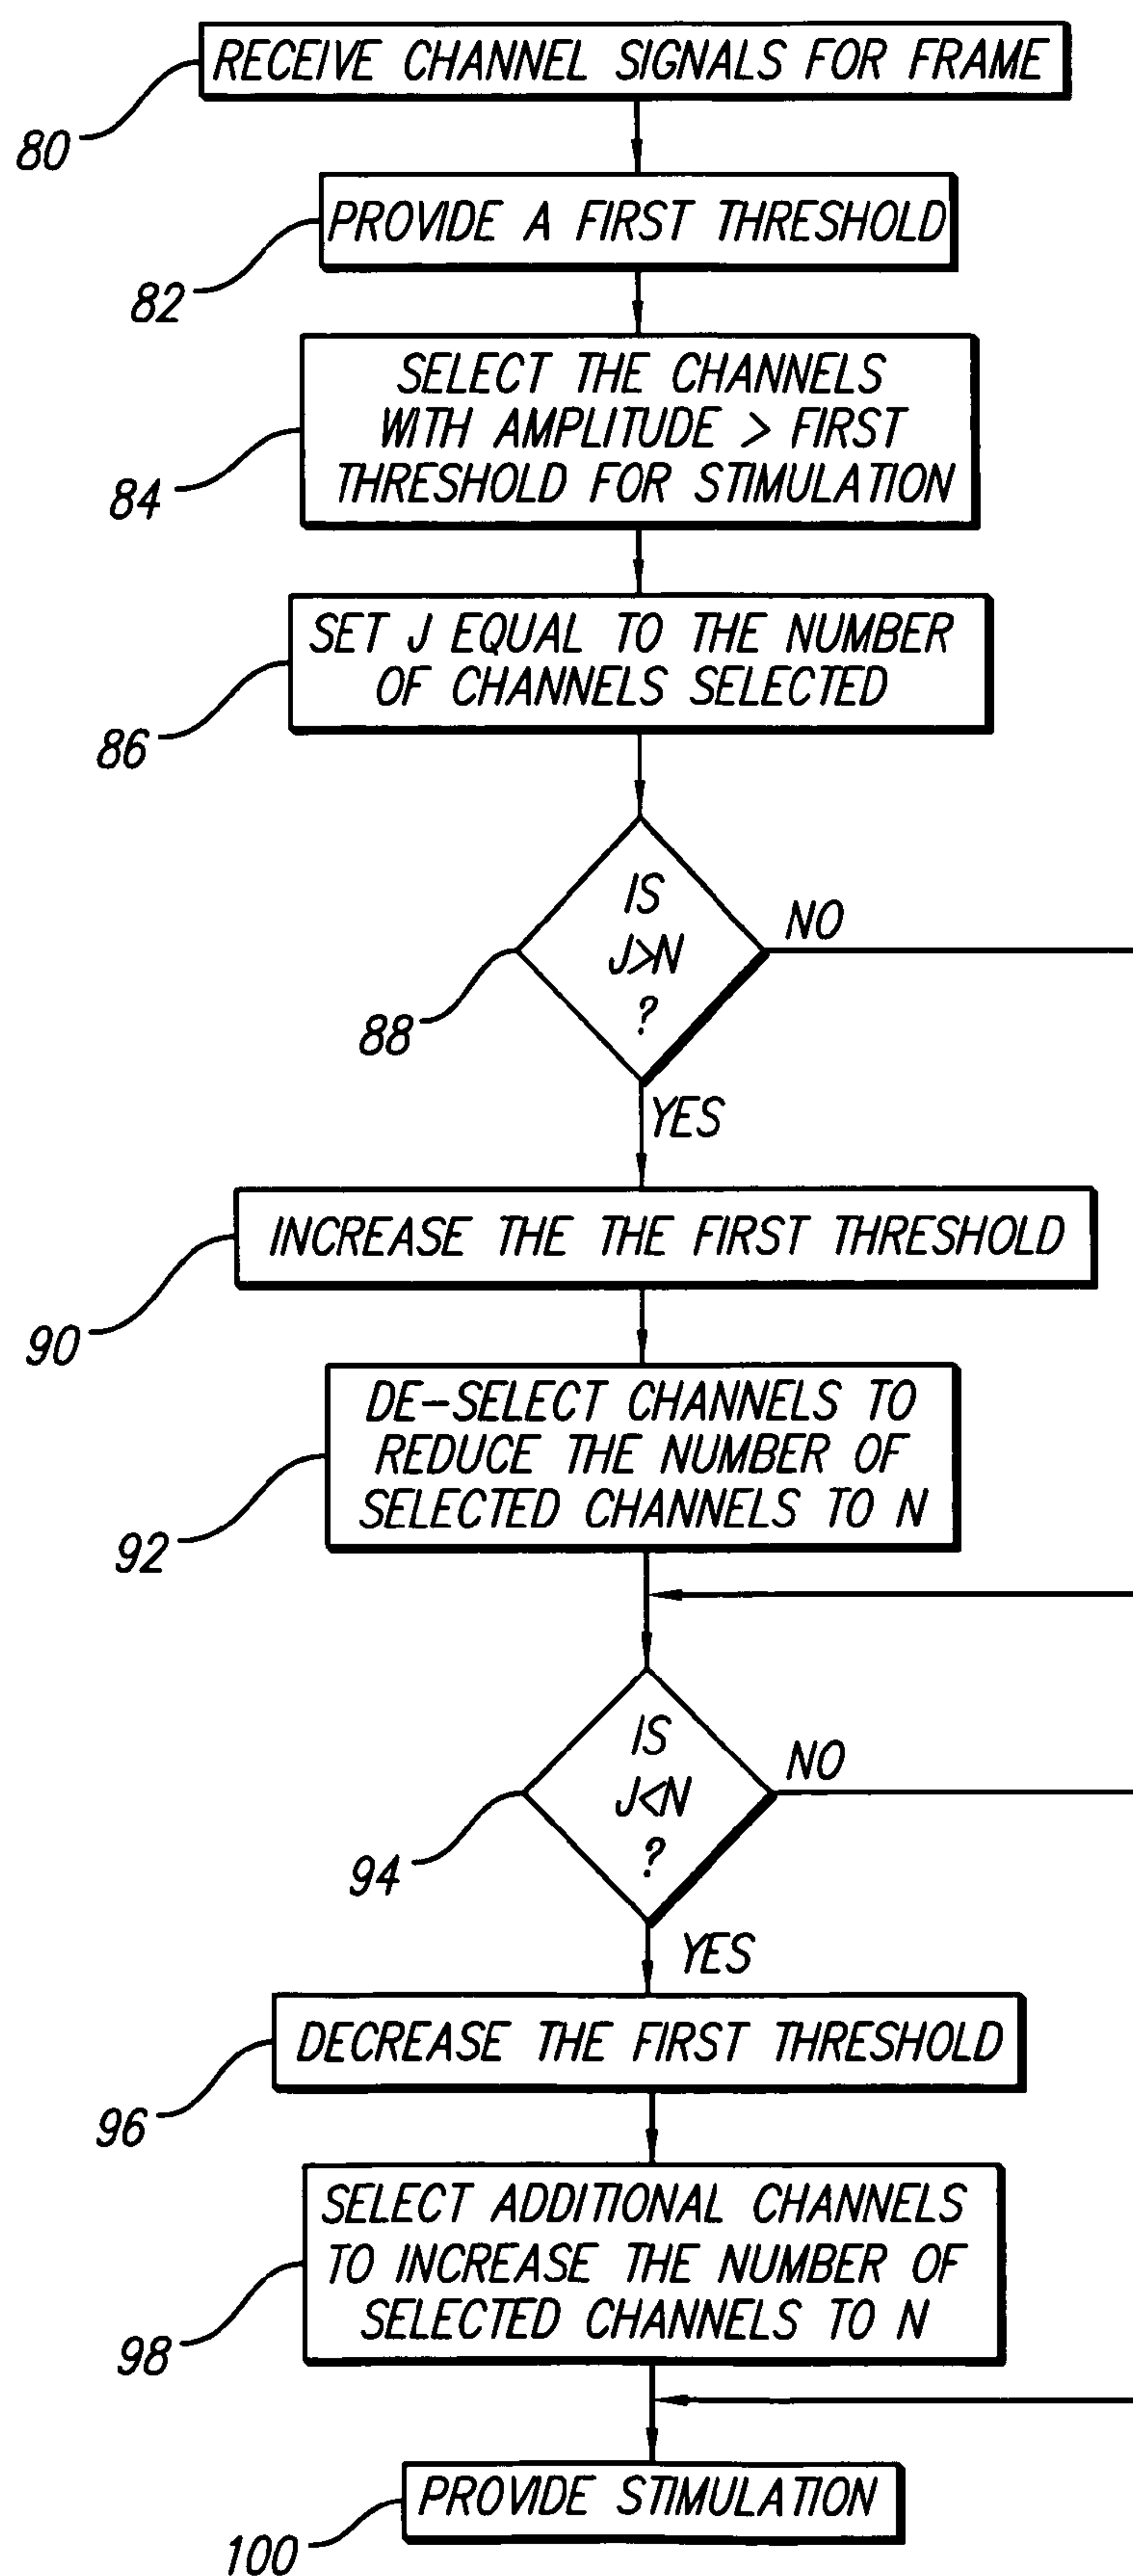 RECEIVE CHANNEL SIGNALS FOR FRAME
80
PROVIDE A FIRST THRESHOLD
82
SELECT THE CHANNELS
WITH AMPLITUDE > FIRST
THRESHOLD FOR STIMULATION
84
SET J EQUAL TO THE NUMBER
OF CHANNELS SELECTED
86
IS
J>N
?
NO
88
YES
INCREASE THE THE FIRST THRESHOLD
90
DE-SELECT CHANNELS TO
REDUCE THE NUMBER OF
SELECTED CHANNELS TO N
92
IS
J<N
?
NO
94
YES
DECREASE THE FIRST THRESHOLD
96
SELECT ADDITIONAL CHANNELS
TO INCREASE THE NUMBER OF
SELECTED CHANNELS TO N
98
PROVIDE STIMULATION
100